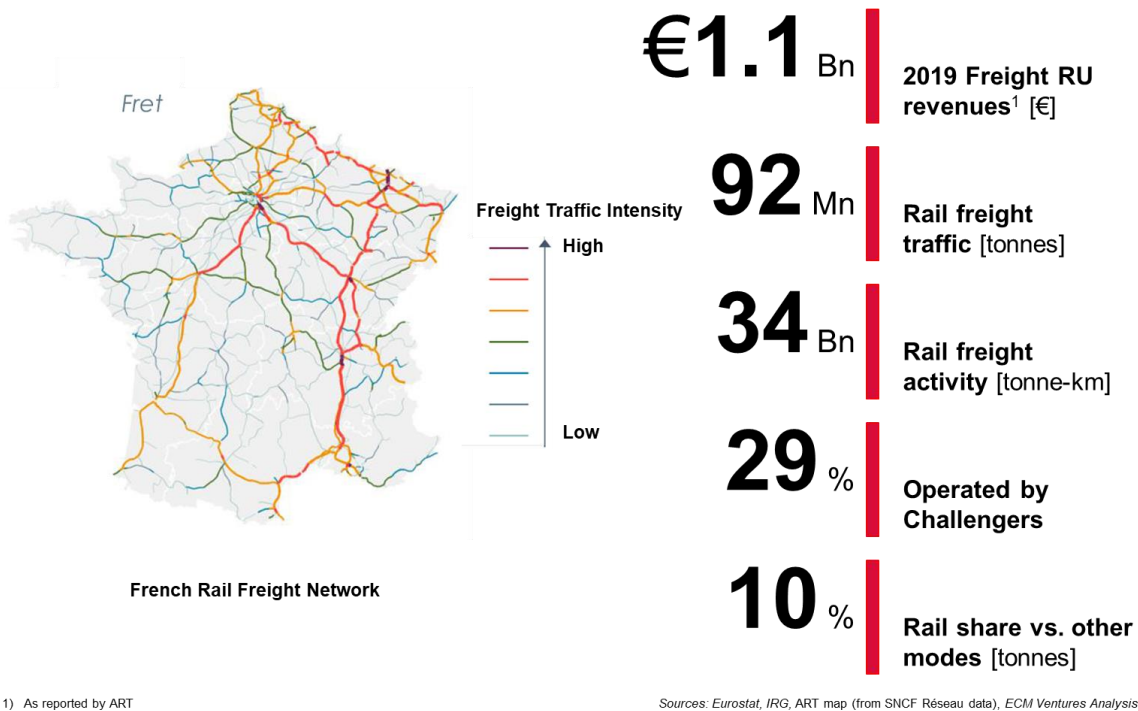 Fret
Freight Traffic Intensity
High
Low
French Rail Freight Network
€1.1 Bn
2019 Freight RU
revenues¹ [€]
92 Mn
Rail freight
traffic [tonnes]
34 Bn
Rail freight
activity [tonne-km]
29 %
Operated by
Challengers
10 %
Rail share vs. other
modes [tonnes]
1) As reported by ART
Sources: Eurostat, IRG, ART map (from SNCF Réseau data), ECM Ventures Analysis